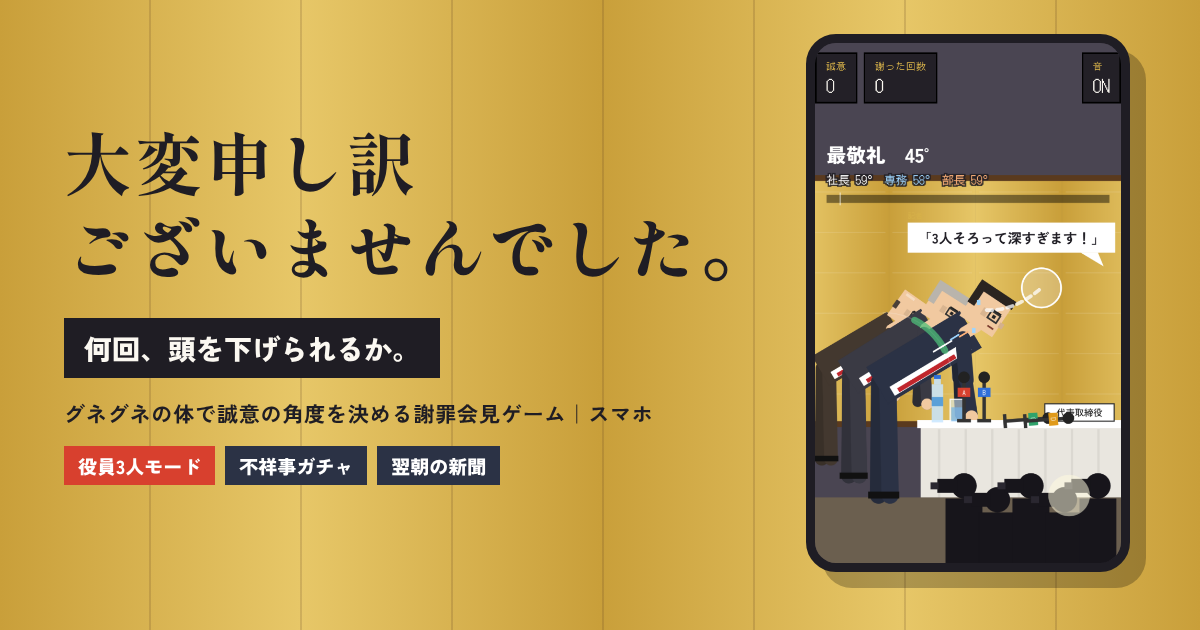 大変申し訳
ございませんでした。
何回、頭を下げられるか。
グネグネの体で誠意の角度を決める謝罪会見ゲーム｜スマホ
役員3人モード 不祥事ガチャ 翌朝の新聞
誠意 謝った回数 音
0 0 ON
最敬礼 45°
社長 59° 専務 58° 部長 59°
「3人そろって深すぎます！」
A B
代表取締役